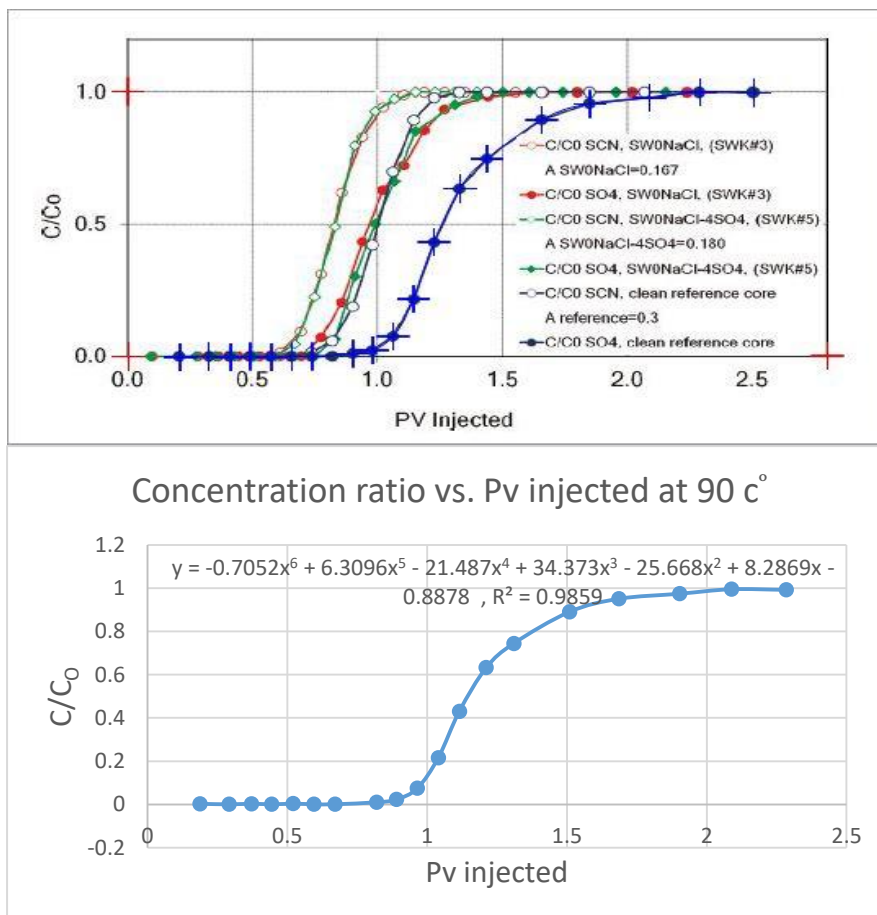 1.0
0.5
0.0
C/Co
C/C0 SCN, SW0NaCl, (SWK#3)
A SW0NaCl=0.167
C/C0 SO4, SW0NaCl, (SWK#3)
C/C0 SCN, SW0NaCl-4SO4, (SWK#5)
A SW0NaCl-4SO4=0.180
C/C0 SO4, SW0NaCl-4SO4, (SWK#5)
C/C0 SCN, clean reference core
A reference=0.3
C/C0 SO4, clean reference core
0.0 0.5 1.0 1.5 2.0 2.5
PV Injected
Concentration ratio vs. Pv injected at 90 c°
y = -0.7052x⁶ + 6.3096x⁵ - 21.487x⁴ + 34.373x³ - 25.668x² + 8.2869x -
0.8878 , R² = 0.9859
1.2
1
0.8
0.6
0.4
0.2
0
-0.2
C/C₀
0 0.5 1 1.5 2 2.5
Pv injected